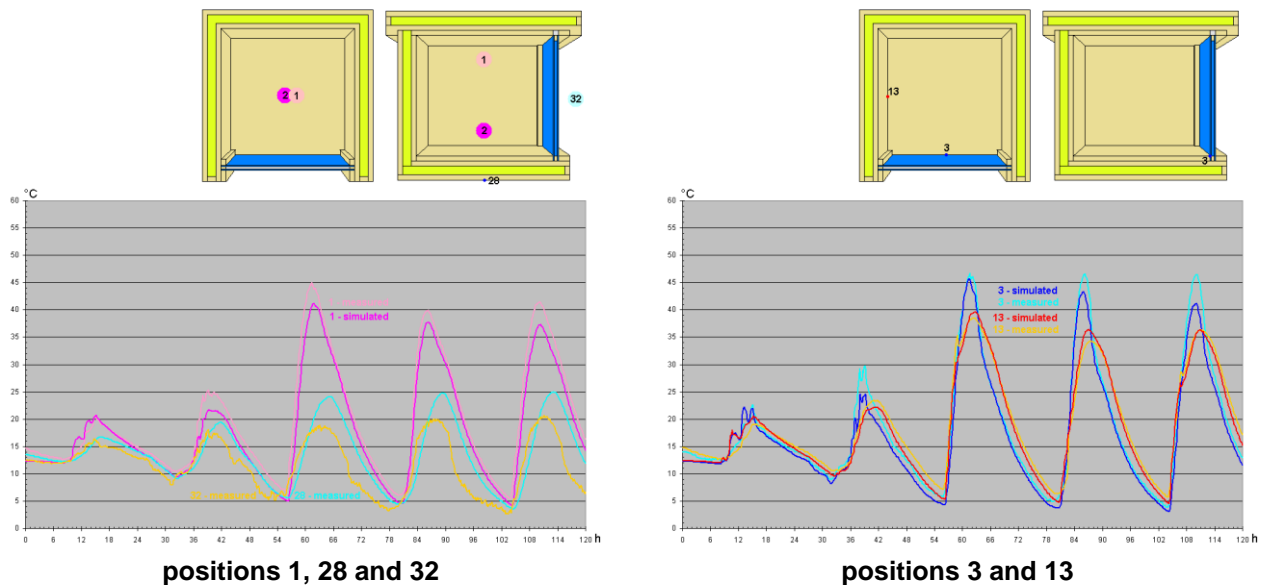 2 1
1
2
32
28
13
3
3
°C
60
55
50
45
40
35
30
25
20
15
10
5
0
1 - measured
1 - simulated
32 - measured 28 - measured
0 6 12 18 24 30 36 42 48 54 60 66 72 78 84 90 96 102 108 114 120 h
positions 1, 28 and 32
°C
60
55
50
45
40
35
30
25
20
15
10
5
0
3 - simulated
3 - measured
13 - simulated
13 - measured
0 6 12 18 24 30 36 42 48 54 60 66 72 78 84 90 96 102 108 114 120 h
positions 3 and 13